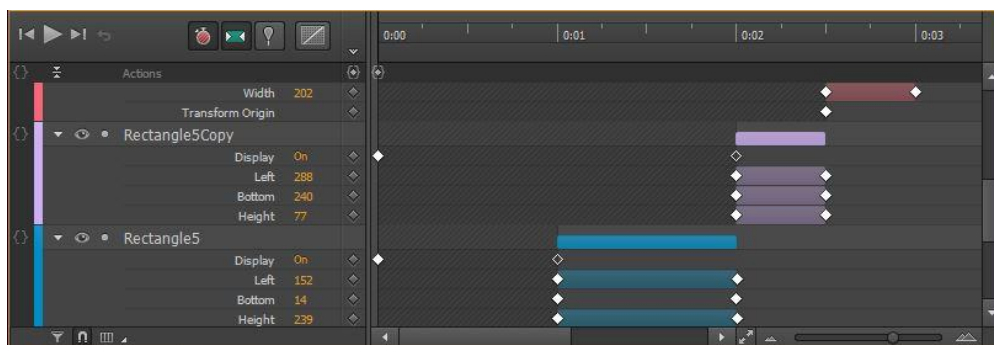 0:00 0:01 0:02 0:03
Actions
Width 202
Transform Origin
Rectangle5Copy
Display On
Left 288
Bottom 240
Height 77
Rectangle5
Display On
Left 152
Bottom 14
Height 239